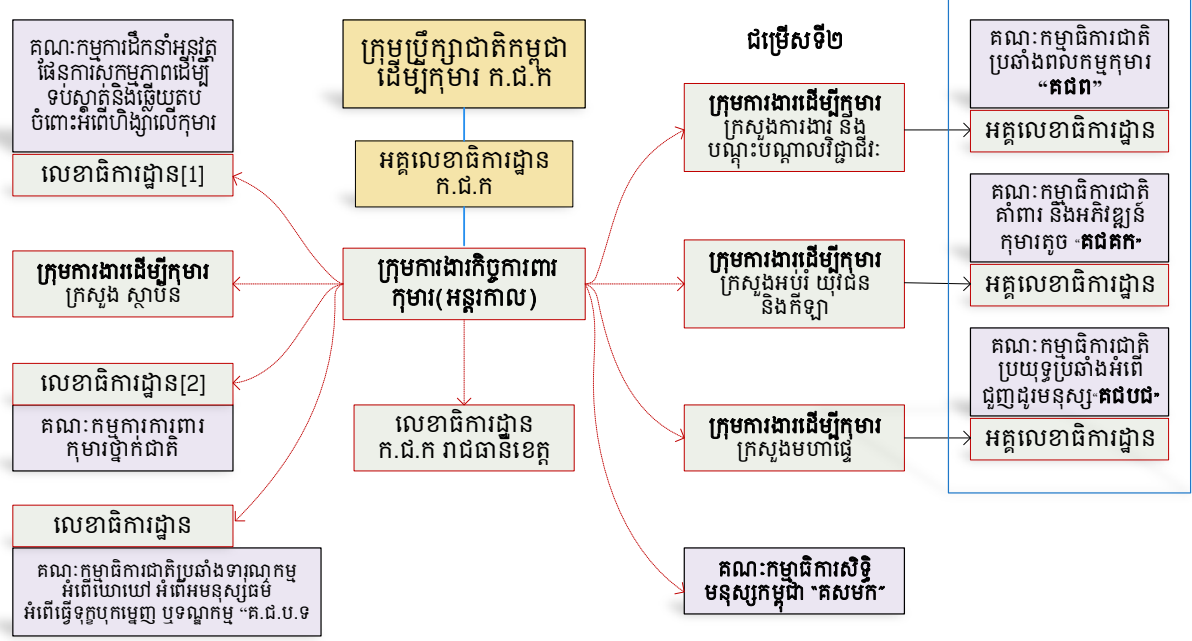 គណៈកម្មការដឹកនាំអនុវត្ត
ផែនការសកម្មភាពដើម្បី
ទប់ស្កាត់និងឆ្លើយតប
ចំពោះអំពើហិង្សាលើកុមារ
លេខាធិការដ្ឋាន[1]
ក្រុមការងារដើម្បីកុមារ
ក្រសួង ស្ថាប័ន
លេខាធិការដ្ឋាន[2]
គណៈកម្មការការពារ
កុមារថ្នាក់ជាតិ
លេខាធិការដ្ឋាន
គណៈកម្មាធិការជាតិប្រឆាំងទារុណកម្ម
អំពើឃោឃៅ អំពើអមនុស្សធម៌
អំពើធ្វើទុក្ខបុកម្នេញ ឬទណ្ឌកម្ម “គ.ជ.ប.ទ
ក្រុមប្រឹក្សាជាតិកម្ពុជា
ដើម្បីកុមារ ក.ជ.ក
អគ្គលេខាធិការដ្ឋាន
ក.ជ.ក
ក្រុមការងារកិច្ចការពារ
កុមារ(អន្តរកាល)
លេខាធិការដ្ឋាន
ក.ជ.ក រាជធានីខេត្ត
ជម្រើសទី២
ក្រុមការងារដើម្បីកុមារ
ក្រសួងការងារ និង
បណ្តុះបណ្តាលវិជ្ជាជីវៈ
ក្រុមការងារដើម្បីកុមារ
ក្រសួងអប់រំ យុវជន
និងកីឡា
ក្រុមការងារដើម្បីកុមារ
ក្រសួងមហាផ្ទៃ
គណៈកម្មាធិការសិទ្ធិ
មនុស្សកម្ពុជា “គសមក”
គណៈកម្មាធិការជាតិ
ប្រឆាំងពលកម្មកុមារ
“គជព”
អគ្គលេខាធិការដ្ឋាន
គណៈកម្មាធិការជាតិ
គាំពារ និងអភិវឌ្ឍន៍
កុមារតូច “គជគក”
អគ្គលេខាធិការដ្ឋាន
គណៈកម្មាធិការជាតិ
ប្រយុទ្ធប្រឆាំងអំពើ
ជួញដូរមនុស្ស“គជបជ”
អគ្គលេខាធិការដ្ឋាន